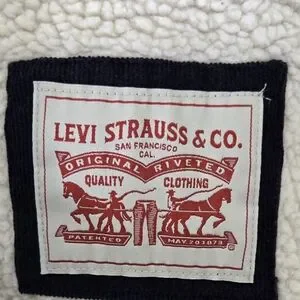 LEVI STRAUSS & CO.
SAN FRANCISCO
CAL.
ORIGINAL RIVETED
QUALITY CLOTHING
PATENTED MAY 20 1873
®